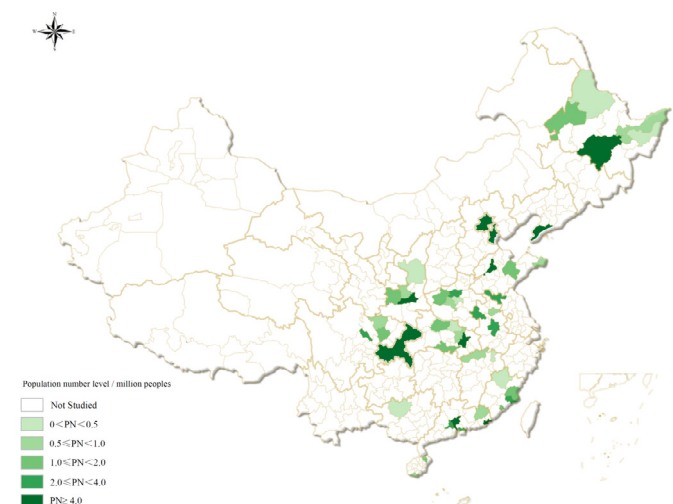 N
W
E
S
Population number level / million peoples
Not Studied
0<PN<0.5
0.5≤PN<1.0
1.0≤PN<2.0
2.0≤PN<4.0
PN≥4.0